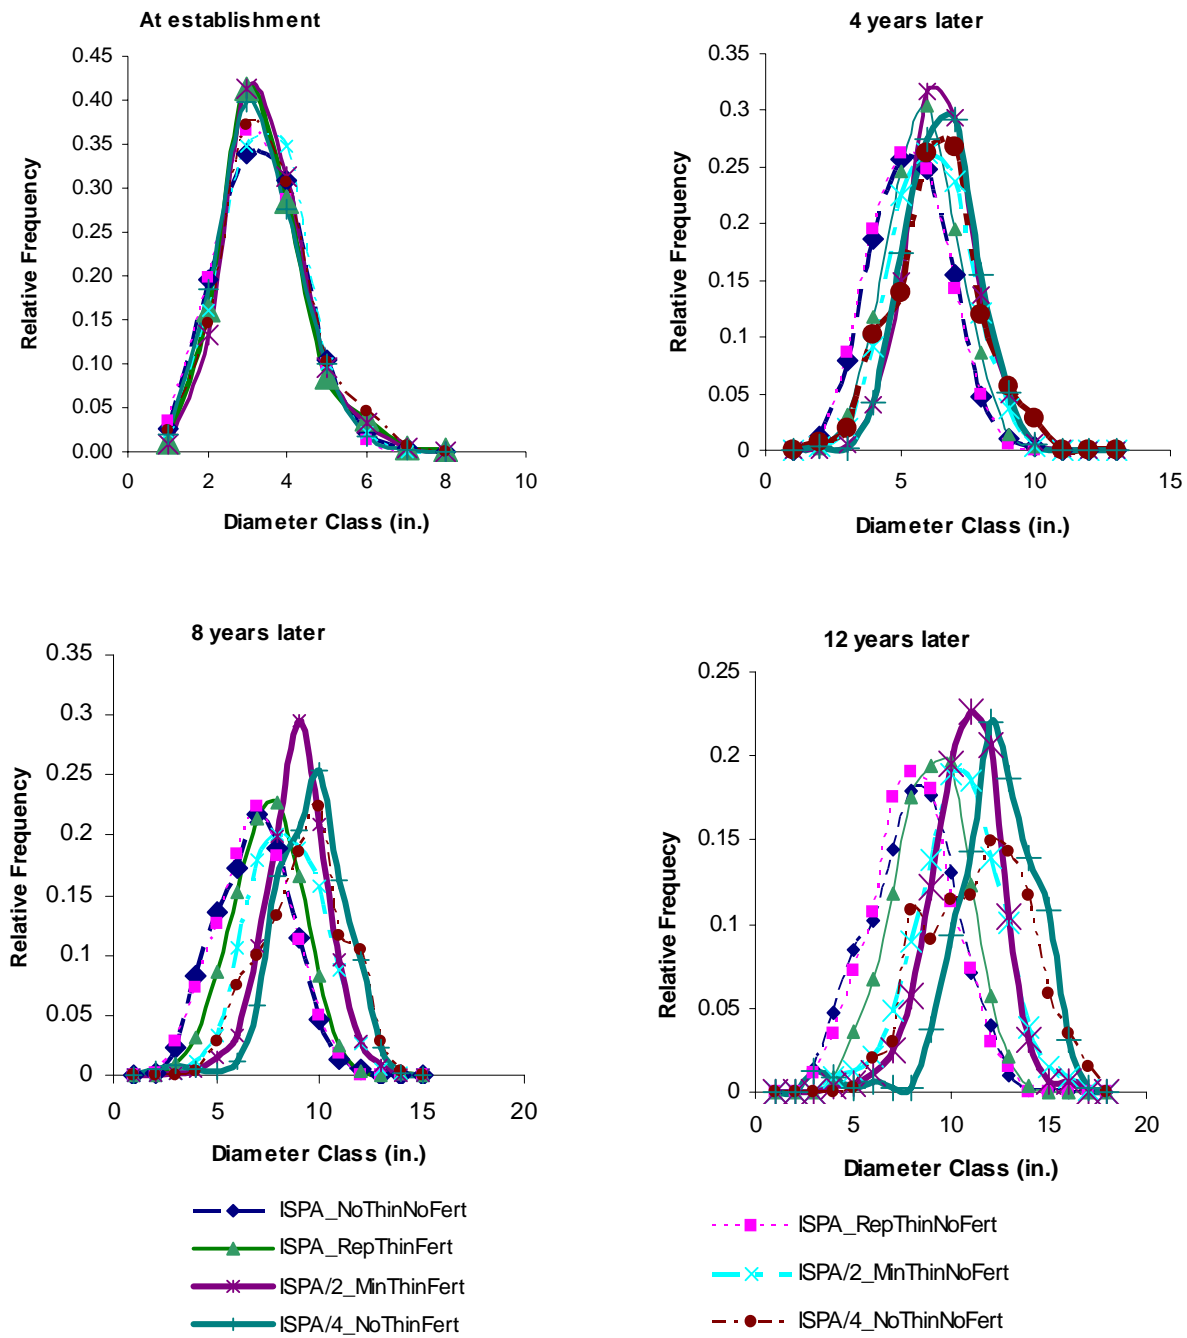 At establishment
0.45
0.40
0.35
0.30
0.25
0.20
0.15
0.10
0.05
0.00
0 2 4 6 8 10
Relative Frequency
Diameter Class (in.)
4 years later
0.35
0.3
0.25
0.2
0.15
0.1
0.05
0
0 5 10 15
Relative Frequency
Diameter Class (in.)
8 years later
0.35
0.3
0.25
0.2
0.15
0.1
0.05
0
0 5 10 15 20
Relative Frequency
Diameter Class (in.)
12 years later
0.25
0.2
0.15
0.1
0.05
0
0 5 10 15 20
Relative Frequecy
Diameter Class (in.)
ISPA_NoThinNoFert
ISPA_RepThinFert
ISPA/2_MinThinFert
ISPA/4_NoThinFert
ISPA_RepThinNoFert
ISPA/2_MinThinNoFert
ISPA/4_NoThinNoFert